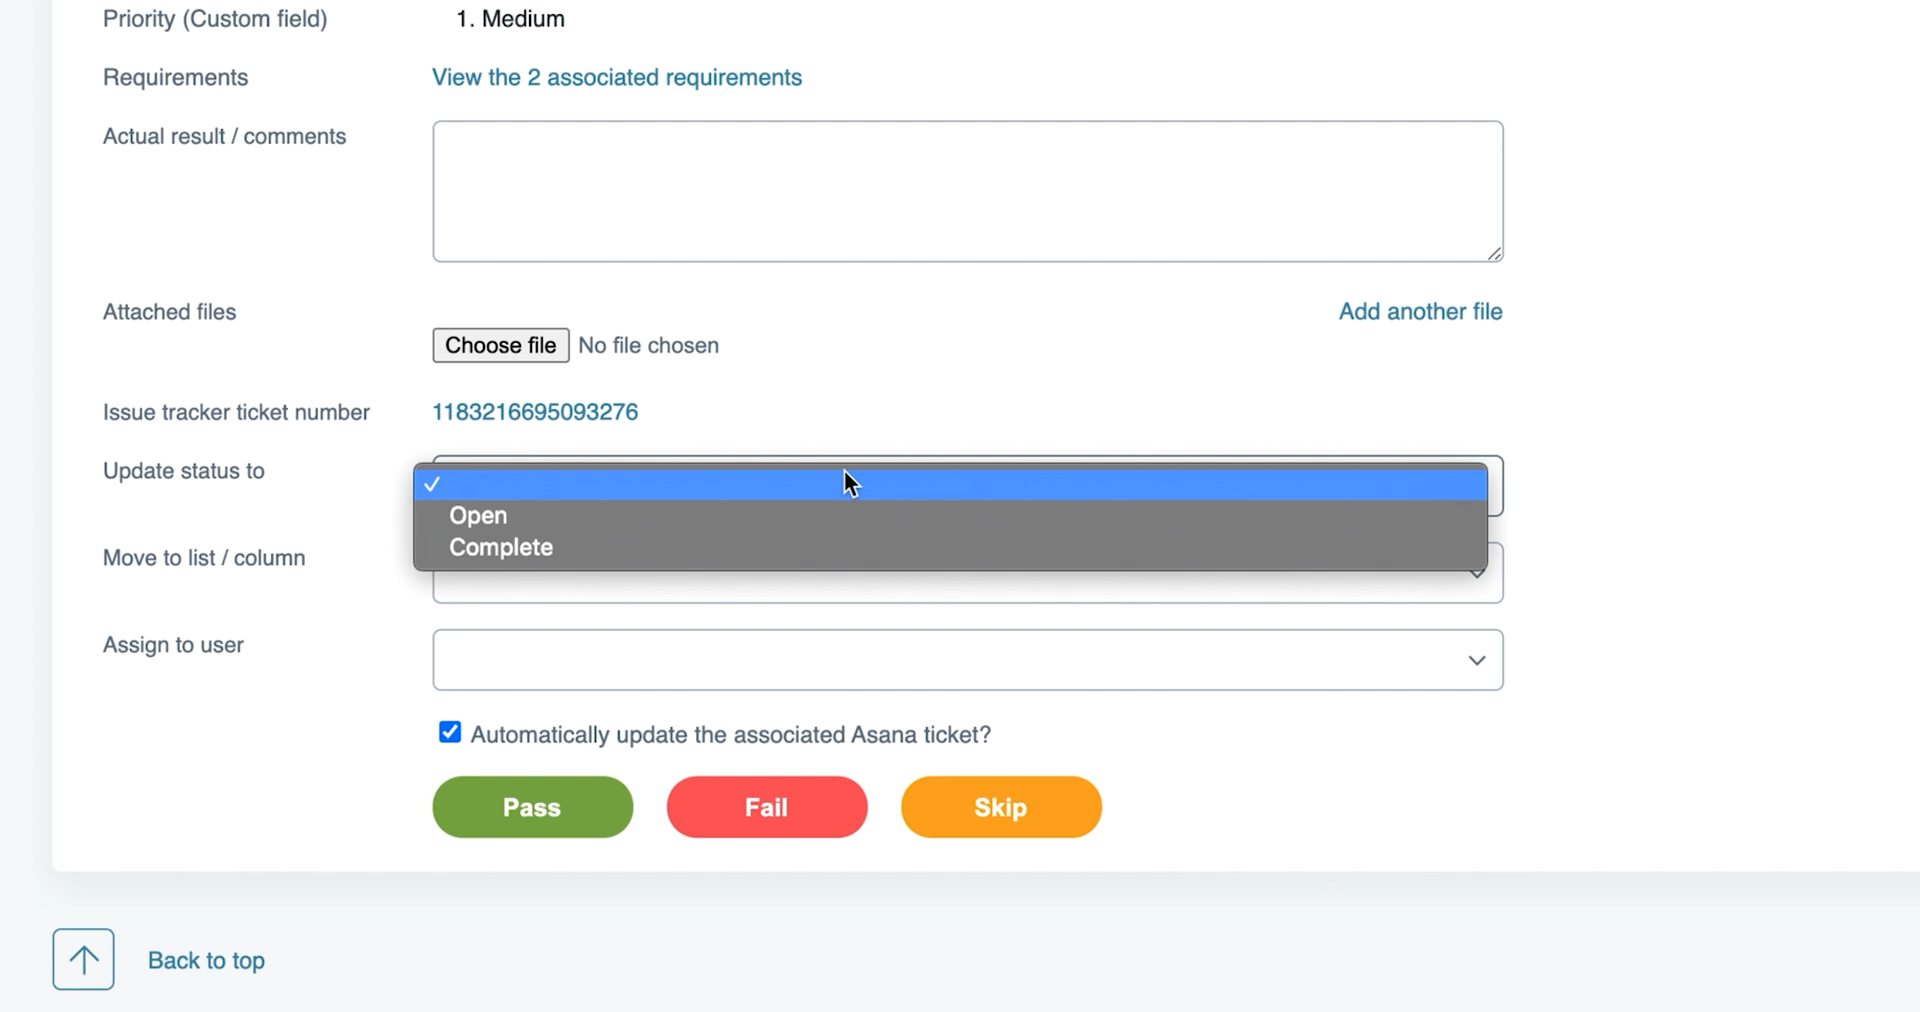 Priority (Custom field)
1. Medium
Requirements
View the 2 associated requirements
Actual result / comments
Attached files
Add another file
Choose file No file chosen
Issue tracker ticket number
1183216695093276
Update status to
✓
Open
Complete
Move to list / column
Assign to user
Automatically update the associated Asana ticket?
Pass
Fail
Skip
Back to top